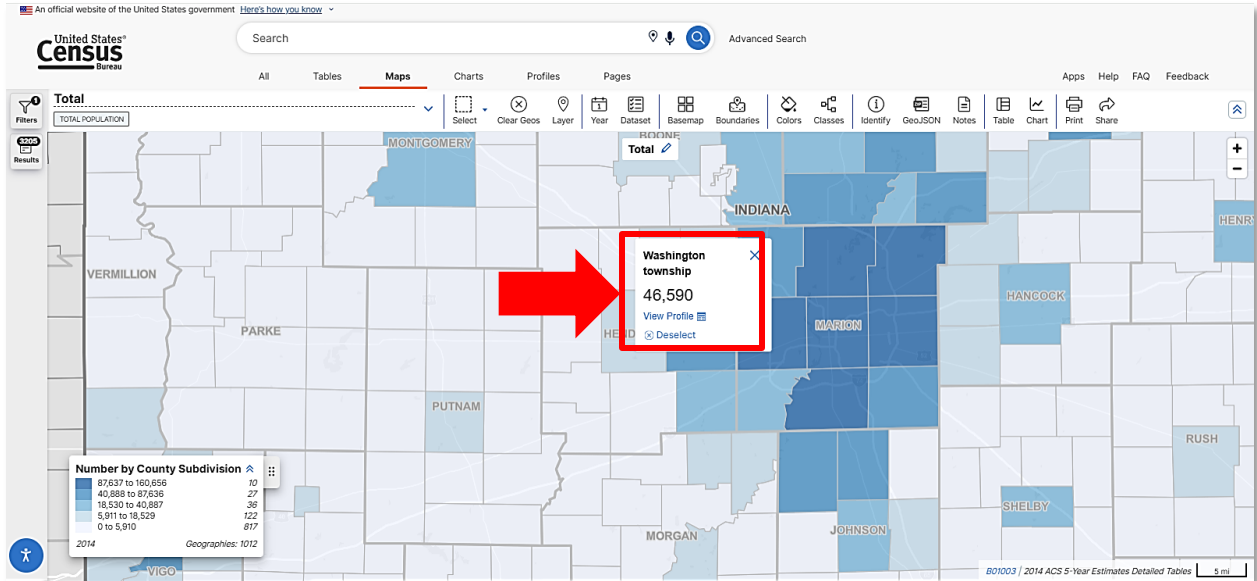 An official website of the United States government Here's how you know
United States®
Census
Bureau
Search
Advanced Search
All Tables Maps Charts Profiles Pages
Apps Help FAQ Feedback
1
Filters
3205
Results
Total
TOTAL POPULATION
Select Clear Geos Layer Year Dataset Basemap Boundaries Colors Classes Identify GeoJSON Notes Table Chart Print Share
+
−
MONTGOMERY
BOONE
Total
INDIANA
HENRY
VERMILLION
Washington
township
46,590
View Profile
Deselect
HANCOCK
PARKE
MARION
HEND
PUTNAM
RUSH
SHELBY
MORGAN
JOHNSON
VIGO
Number by County Subdivision
87,637 to 160,656 10
40,888 to 87,636 27
18,530 to 40,887 36
5,911 to 18,529 122
0 to 5,910 817
2014 Geographies: 1012
B01003 | 2014 ACS 5-Year Estimates Detailed Tables
5 mi